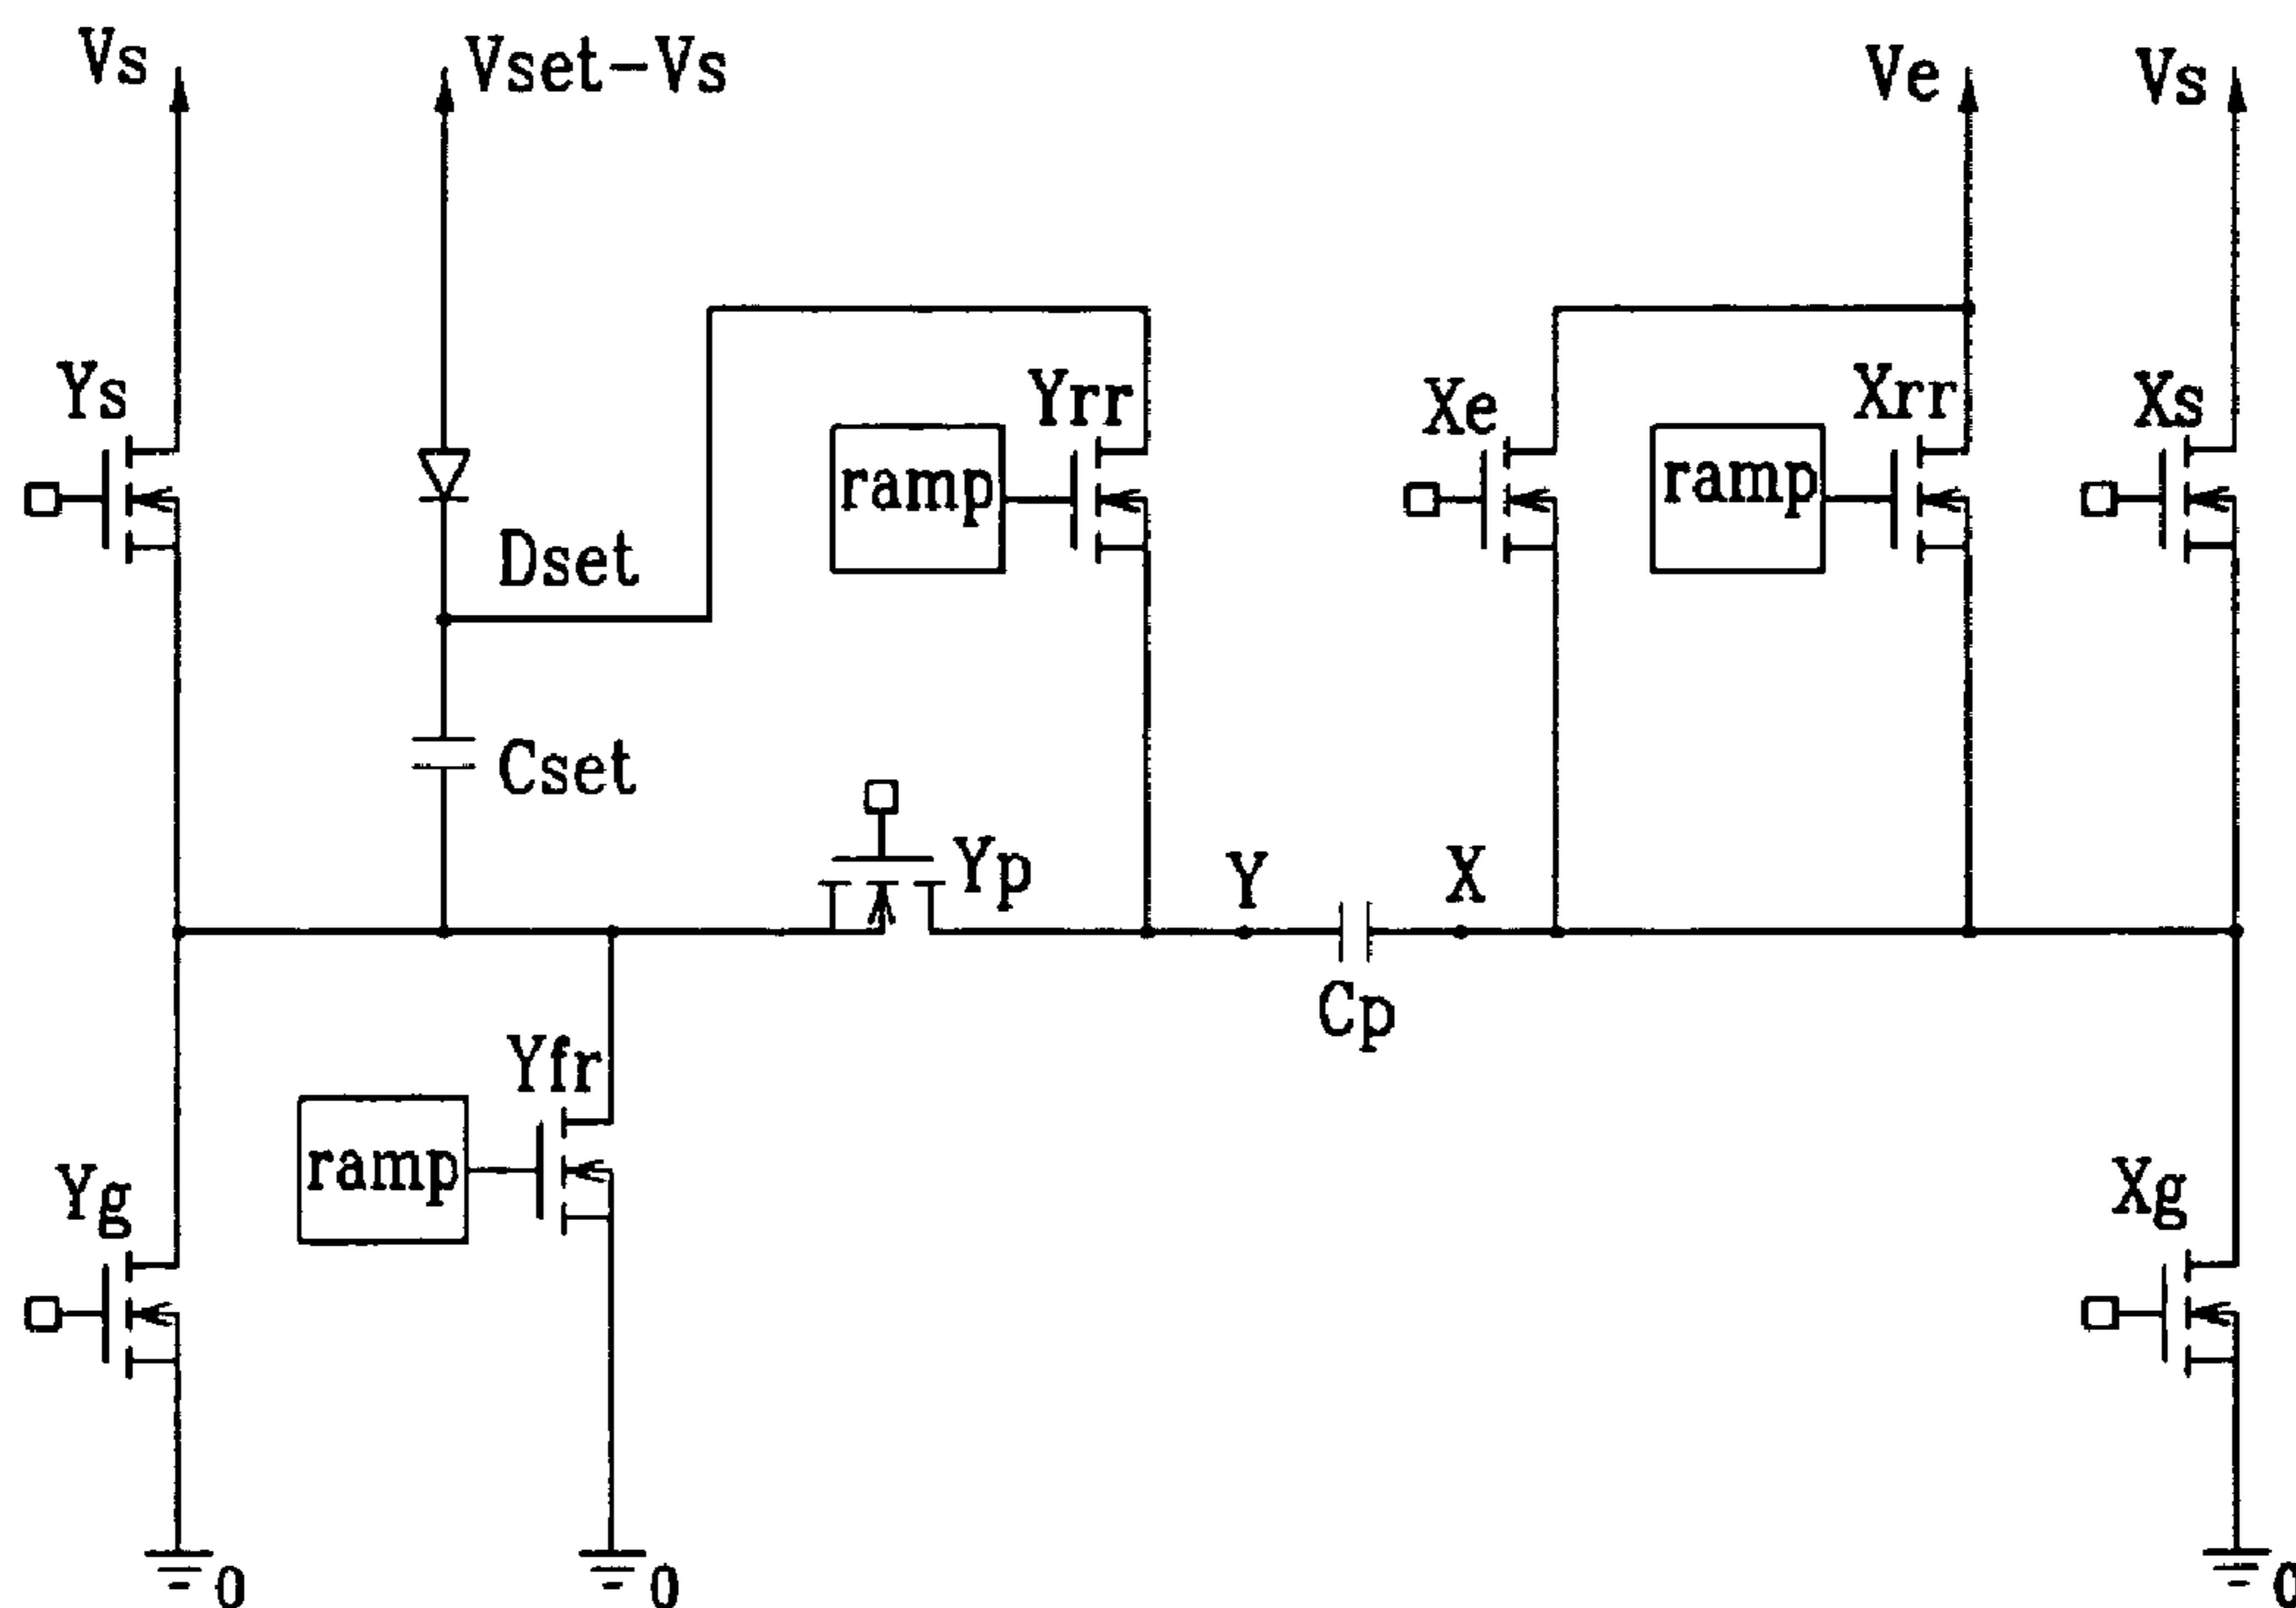 Vs
Vset-Vs
Ve
Vs
Ys
Yrr
Xe
Xrr
Xs
ramp
ramp
Dset
Cset
Yp
Y
X
Cp
Yfr
ramp
Yg
Xg
0
0
0